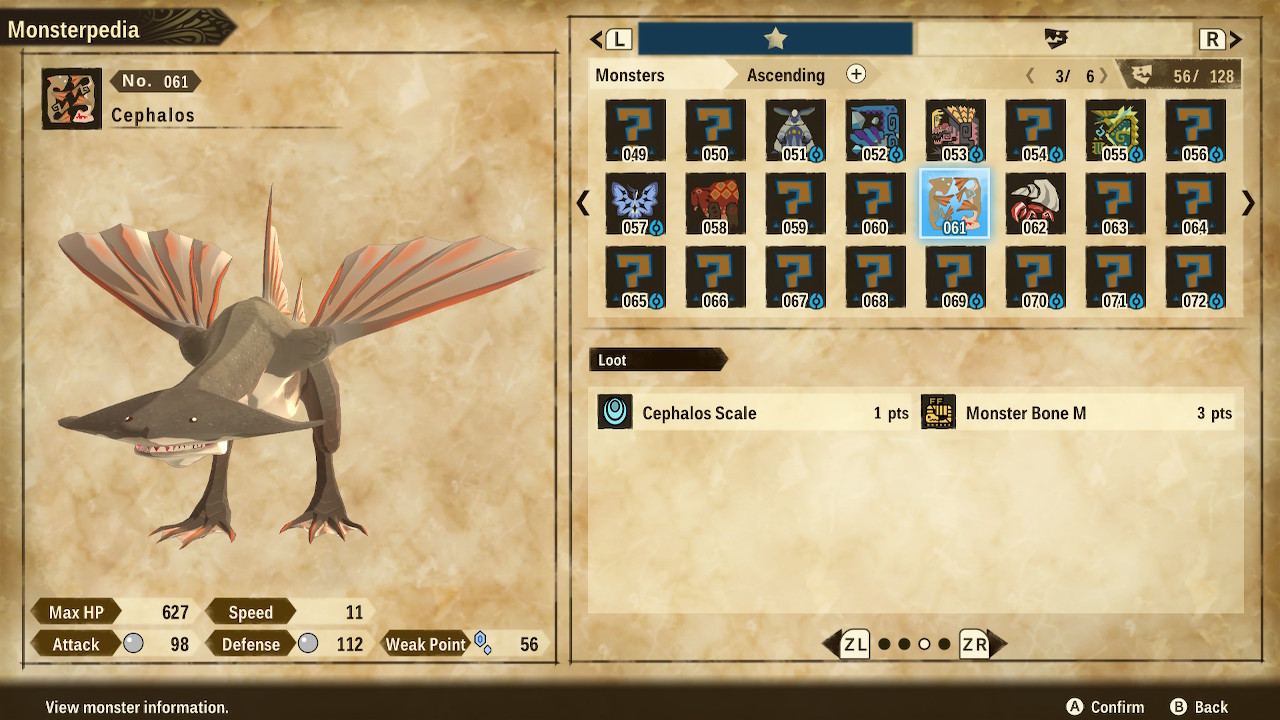 Monsterpedia
No. 061
Cephalos
Max HP 627 Speed 11
Attack 98 Defense 112 Weak Point 56
L R
Monsters Ascending + 3/ 6 56/ 128
049 050 051 052 053 054 055 056
057 058 059 060 061 062 063 064
065 066 067 068 069 070 071 072
Loot
Cephalos Scale 1 pts Monster Bone M 3 pts
ZL ZR
View monster information.
A Confirm B Back